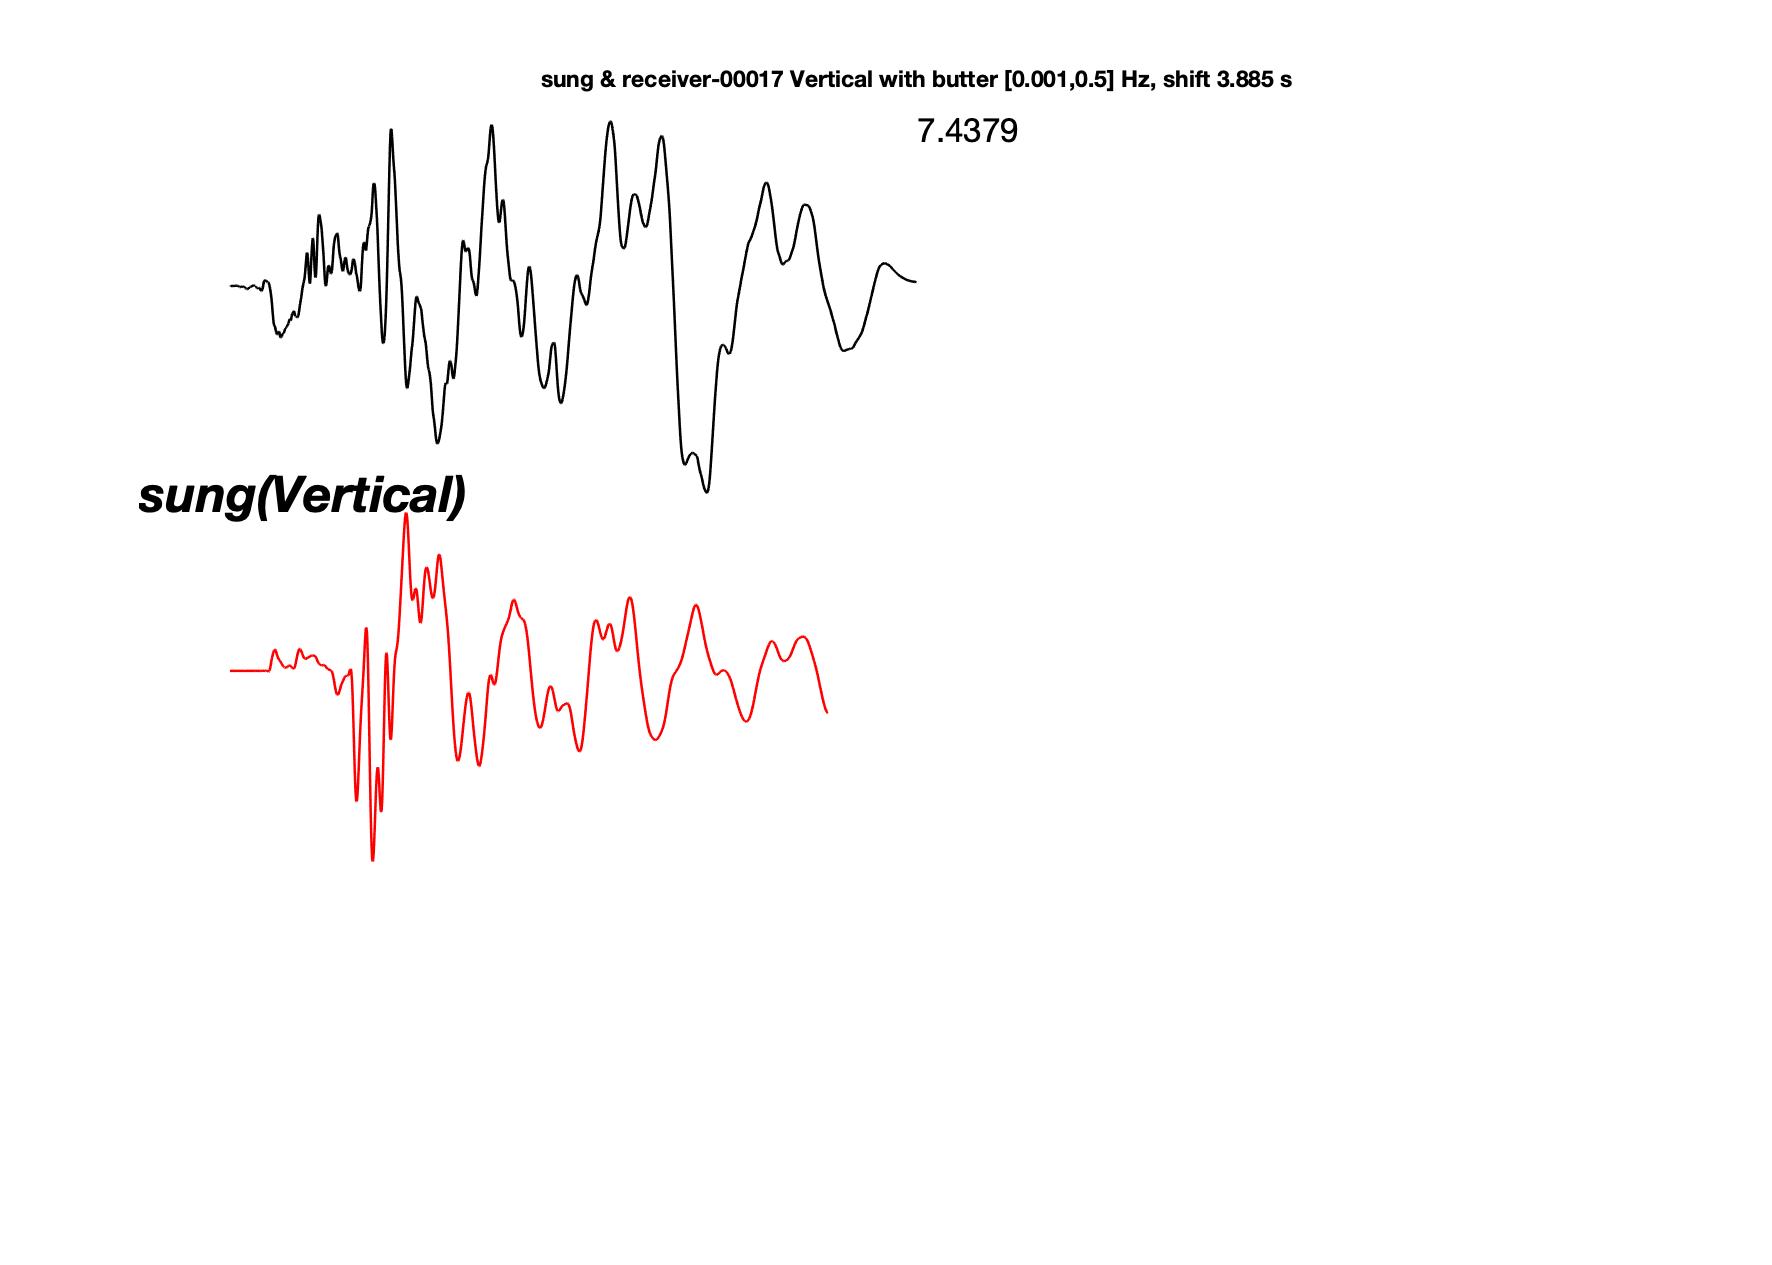 sung & receiver-00017 Vertical with butter [0.001,0.5] Hz, shift 3.885 s
7.4379
sung(Vertical)